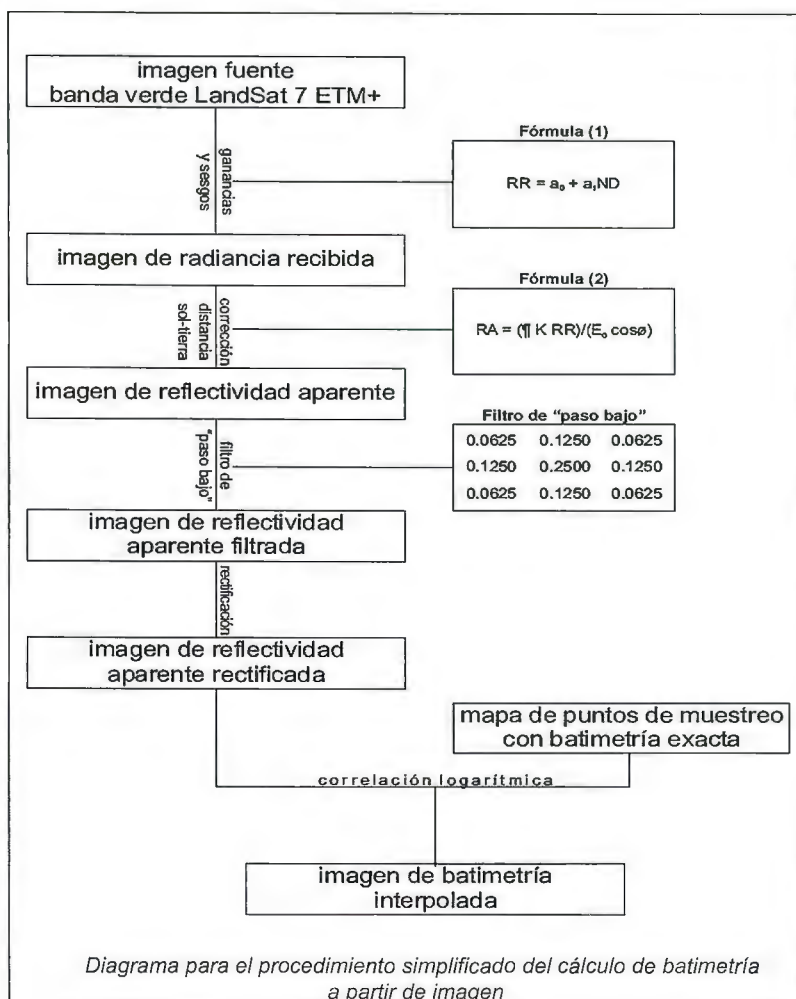 imagen fuente
banda verde LandSat 7 ETM+
ganancias
y sesgos
Fórmula (1)
RR = a₀ + a₁ND
imagen de radiancia recibida
corrección
distancia
sol-tierra
Fórmula (2)
RA = (¶ K RR)/(E₀ cosø)
imagen de reflectividad aparente
filtro de
"paso bajo"
Filtro de "paso bajo"
0.0625 0.1250 0.0625
0.1250 0.2500 0.1250
0.0625 0.1250 0.0625
imagen de reflectividad
aparente filtrada
rectificación
imagen de reflectividad
aparente rectificada
mapa de puntos de muestreo
con batimetría exacta
correlación logarítmica
imagen de batimetría
interpolada
Diagrama para el procedimiento simplificado del cálculo de batimetría
a partir de imagen